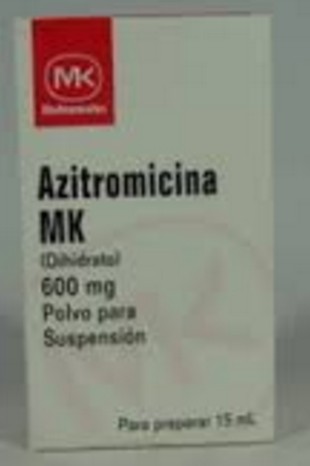 MK
Azitromicina
MK
(Dihidrato)
600 mg
Polvo para
Suspensión
Para preparar 15 mL